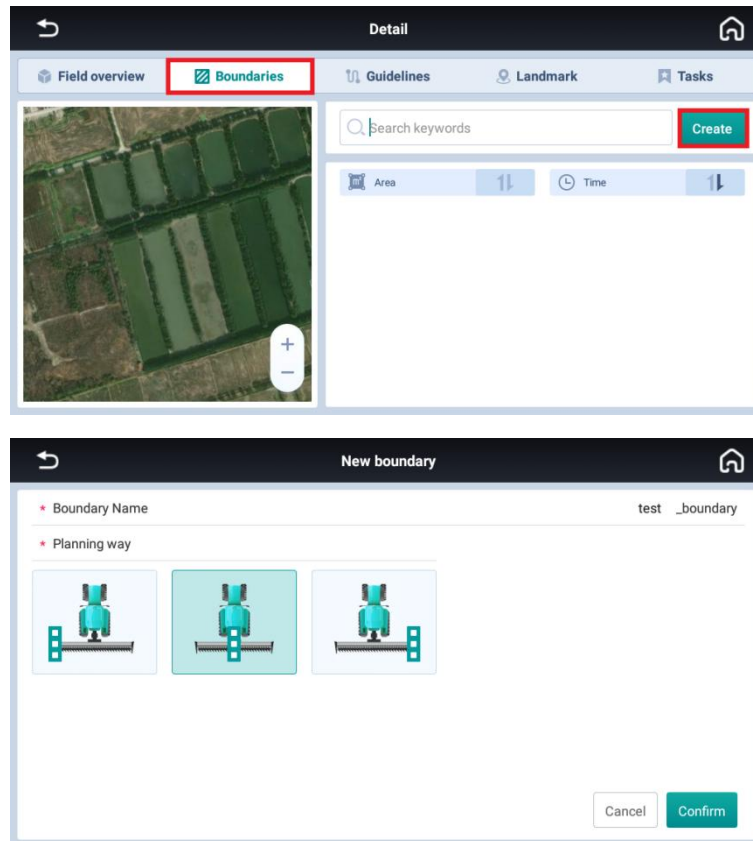 Detail
Field overview Boundaries Guidelines Landmark Tasks
Search keywords Create
Area Time
+
−
New boundary
* Boundary Name test _boundary
* Planning way
Cancel Confirm